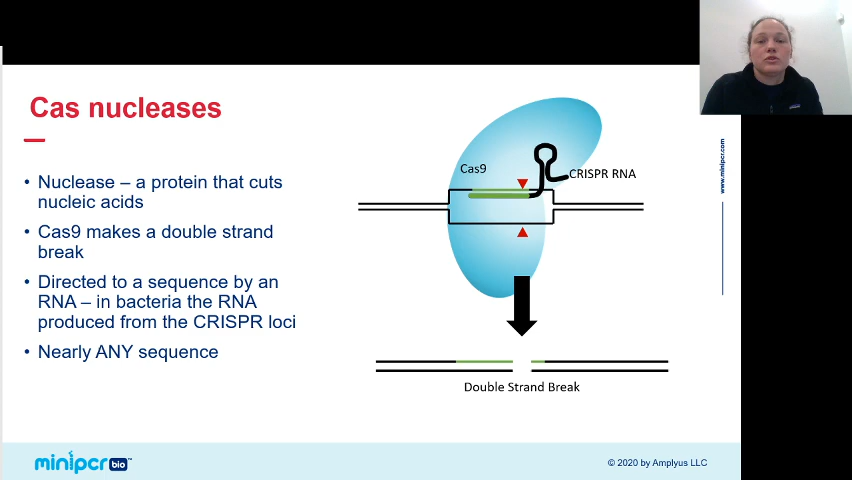 Cas nucleases
• Nuclease – a protein that cuts
nucleic acids
• Cas9 makes a double strand
break
• Directed to a sequence by an
RNA – in bacteria the RNA
produced from the CRISPR loci
• Nearly ANY sequence
Cas9
CRISPR RNA
Double Strand Break
www.minipcr.com
minipcr bio™
© 2020 by Amplyus LLC